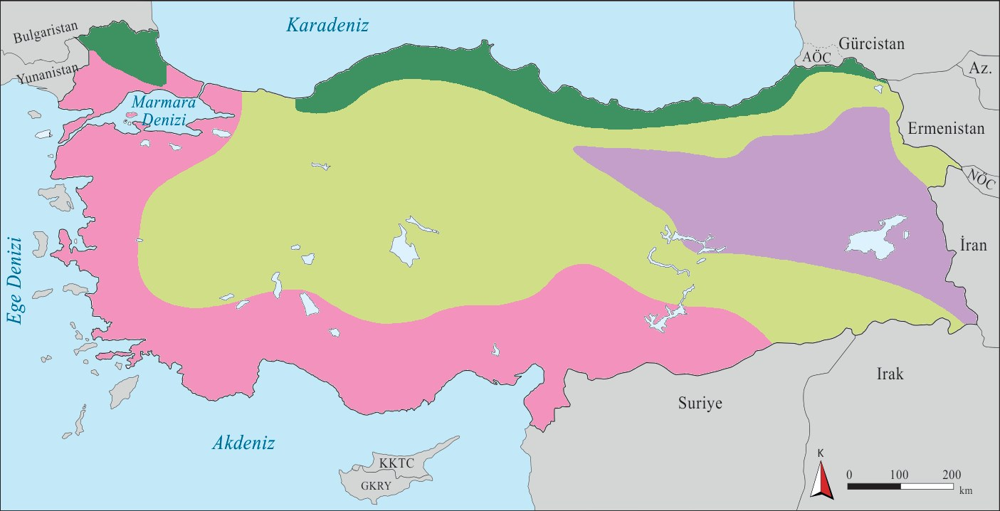 Karadeniz
Bulgaristan
Gürcistan
AÖC
Az.
Yunanistan
Marmara
Denizi
Ermenistan
NÖC
Ege Denizi
İran
Irak
Suriye
Akdeniz
KKTC
GKRY
K
0 100 200
km